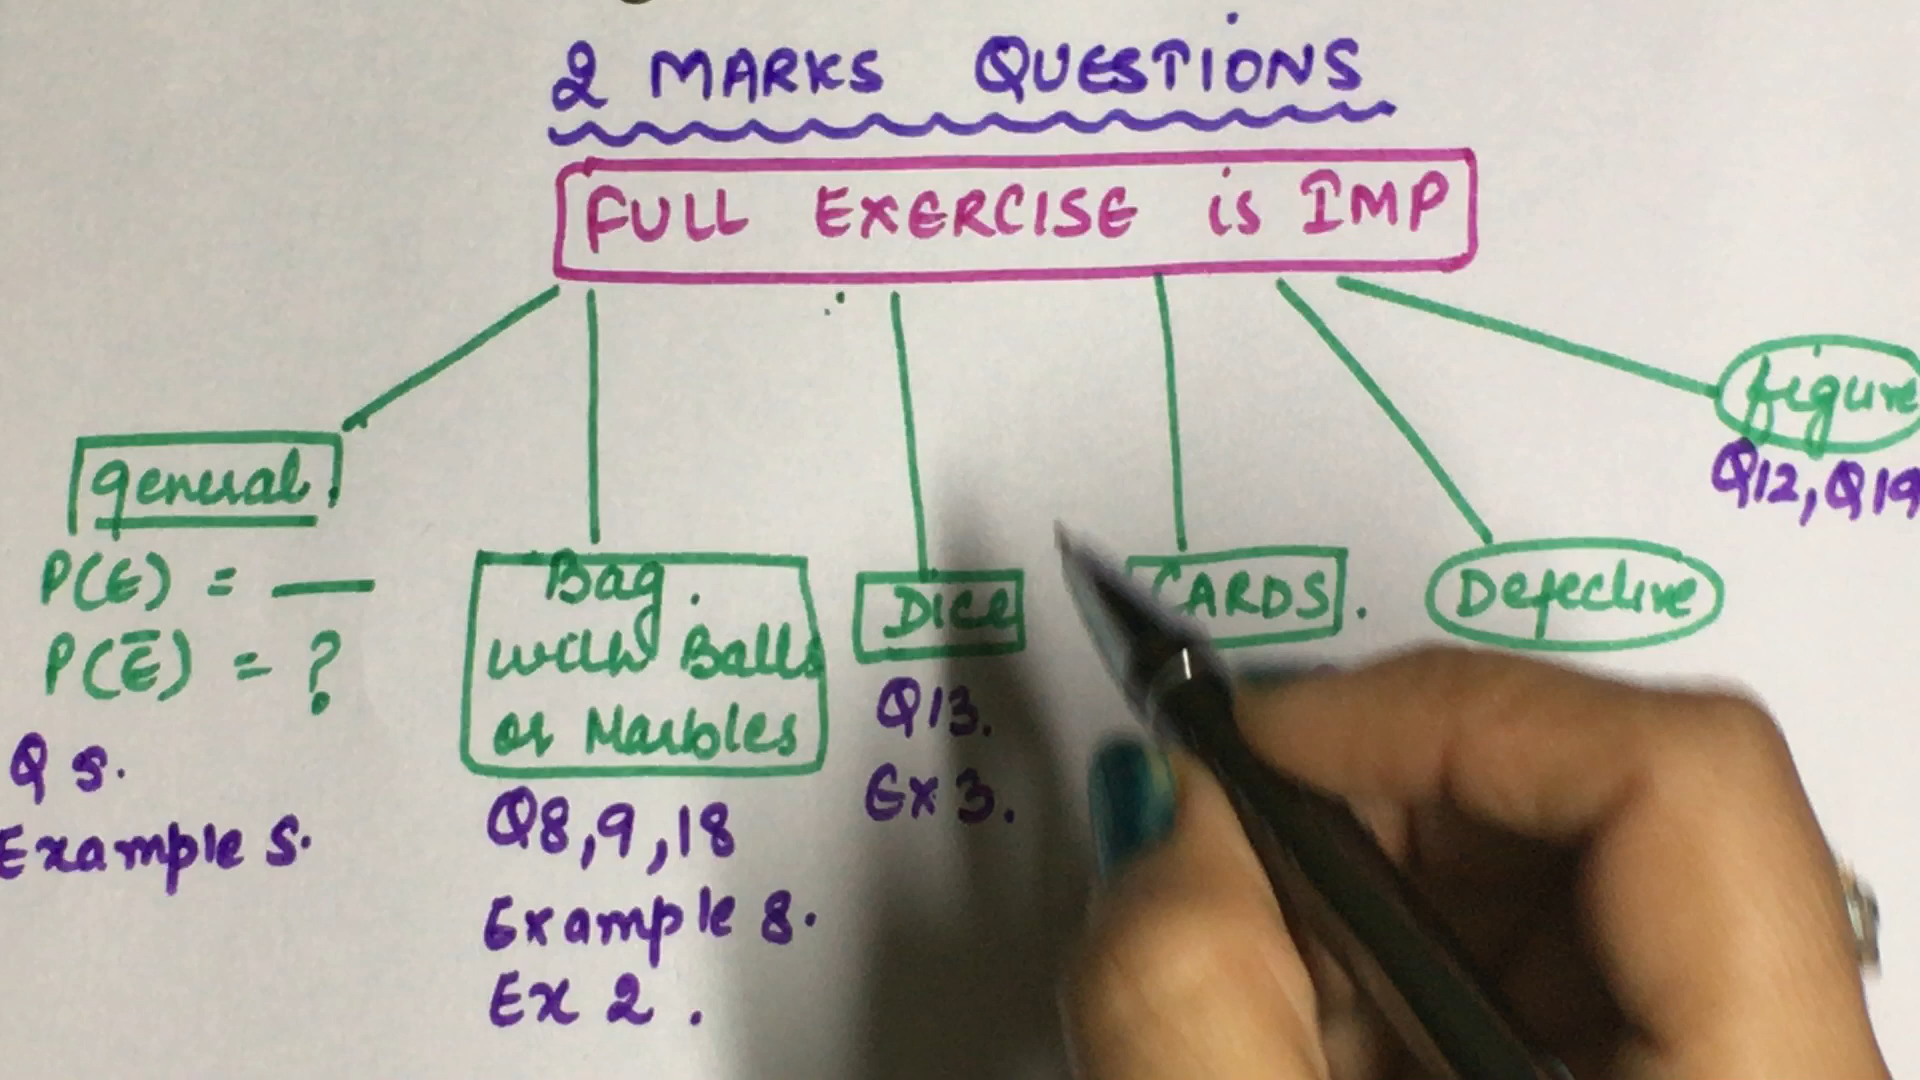 2 MARKS QUESTIONS
FULL EXERCISE is IMP
general
P(E) = —
P(Ē) = ?
Q 5.
Example 5.
Bag.
with Balls
or Marbles
Q8, 9, 18
Example 8.
Ex 2.
Dice
Q13.
Ex 3.
CARDS.
Defective
figure
Q12, Q19